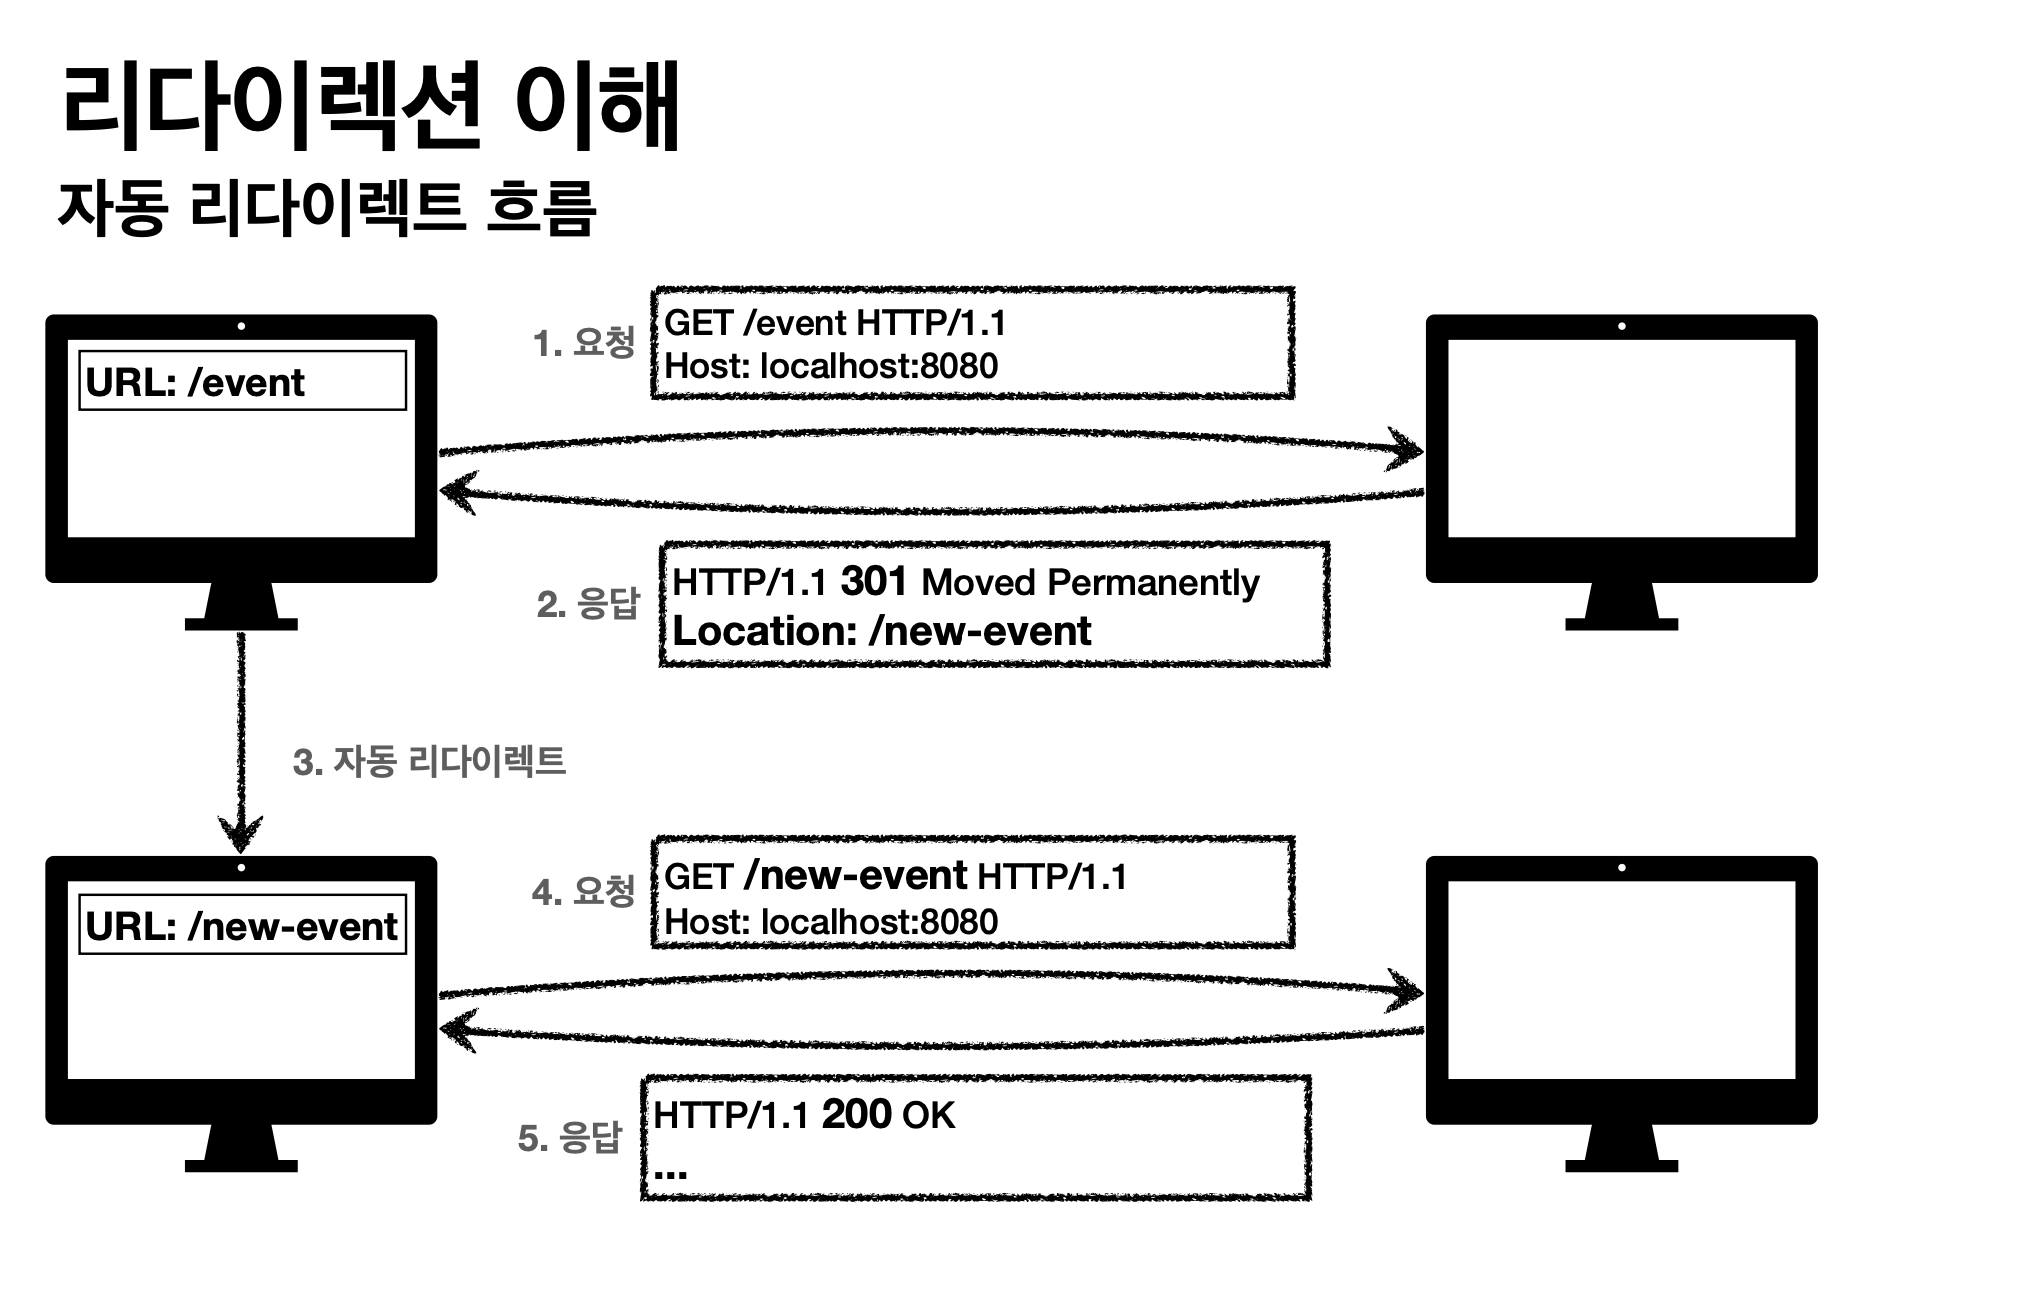 리다이렉션 이해
자동 리다이렉트 흐름
URL: /event
1. 요청
GET /event HTTP/1.1
Host: localhost:8080
2. 응답
HTTP/1.1 301 Moved Permanently
Location: /new-event
3. 자동 리다이렉트
URL: /new-event
4. 요청
GET /new-event HTTP/1.1
Host: localhost:8080
5. 응답
HTTP/1.1 200 OK
...